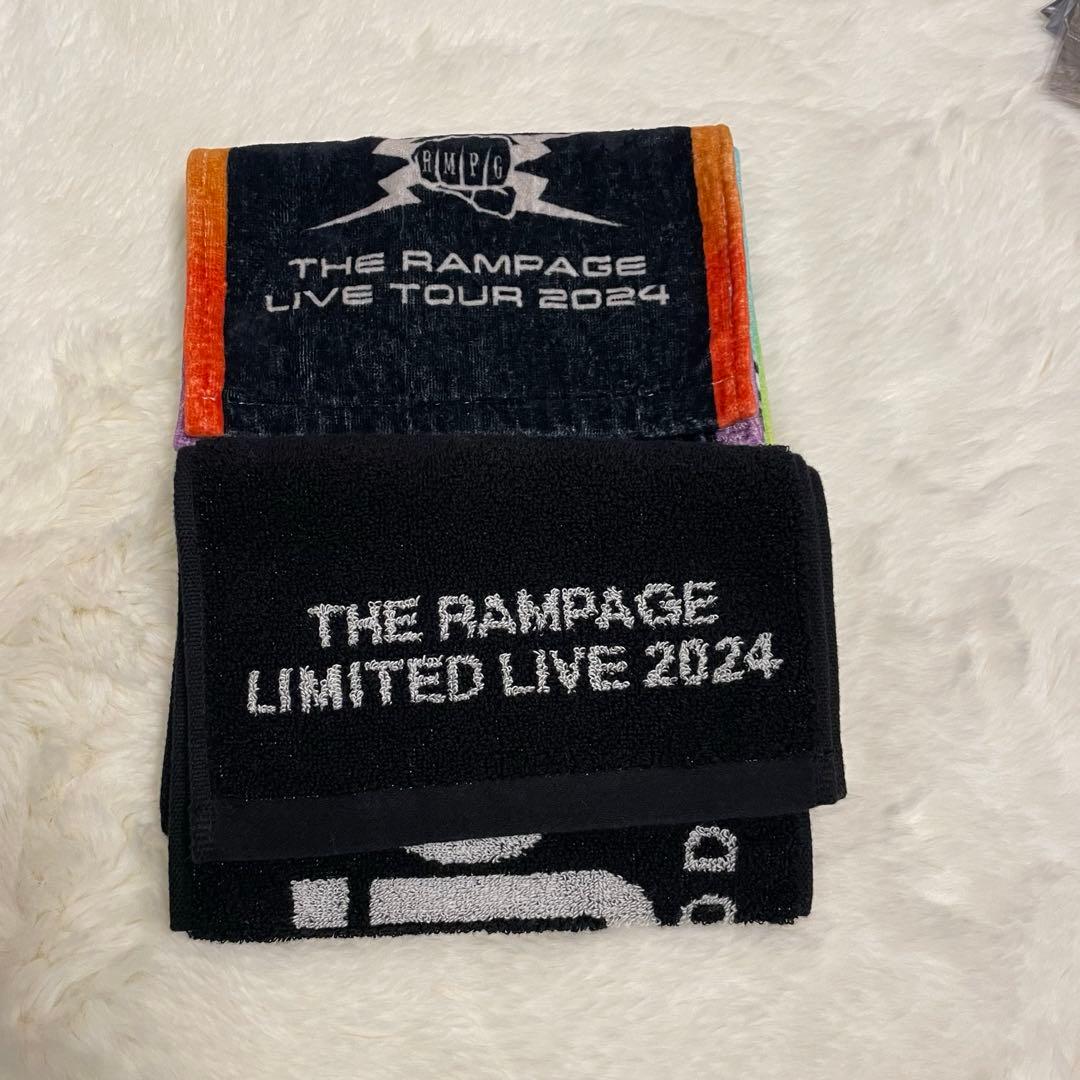 RMPG
THE RAMPAGE
LIVE TOUR 2024
THE RAMPAGE
LIMITED LIVE 2024